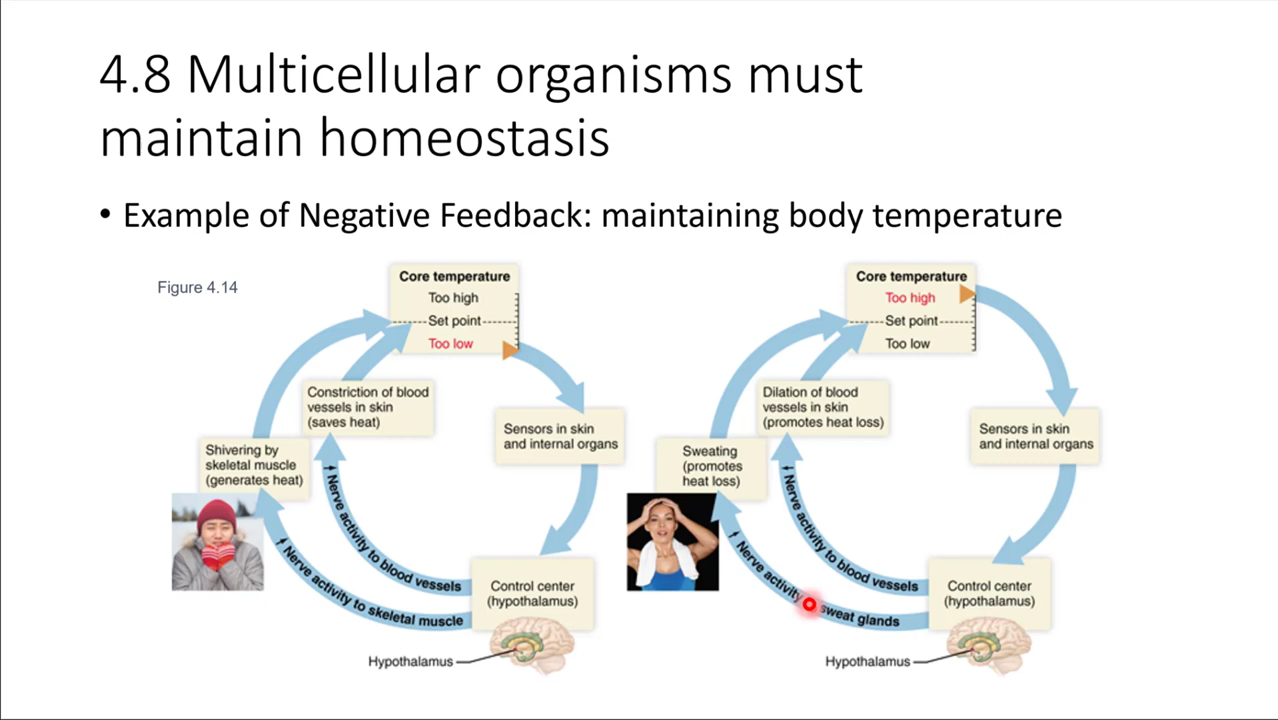 4.8 Multicellular organisms must
maintain homeostasis
• Example of Negative Feedback: maintaining body temperature
Figure 4.14
Core temperature
Too high
Set point
Too low
Constriction of blood
vessels in skin
(saves heat)
Sensors in skin
and internal organs
Shivering by
skeletal muscle
(generates heat)
↑ Nerve activity to blood vessels
↑ Nerve activity to skeletal muscle
Control center
(hypothalamus)
Hypothalamus
Core temperature
Too high
Set point
Too low
Dilation of blood
vessels in skin
(promotes heat loss)
Sensors in skin
and internal organs
Sweating
(promotes
heat loss)
Nerve activity to blood vessels
↑ Nerve activity sweat glands
Control center
(hypothalamus)
Hypothalamus